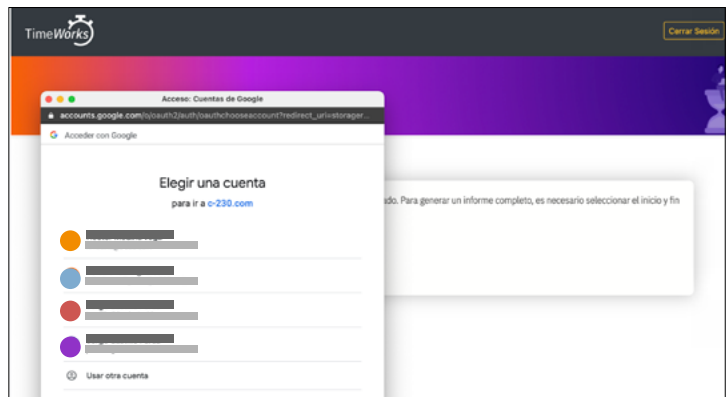 TimeWorks
Cerrar Sesión
Acceso: Cuentas de Google
accounts.google.com/o/oauth2/auth/oauthchooseaccount?redirect_uri=storager...
Acceder con Google
Elegir una cuenta
para ir a c-230.com
ido. Para generar un informe completo, es necesario seleccionar el inicio y fin
Usar otra cuenta